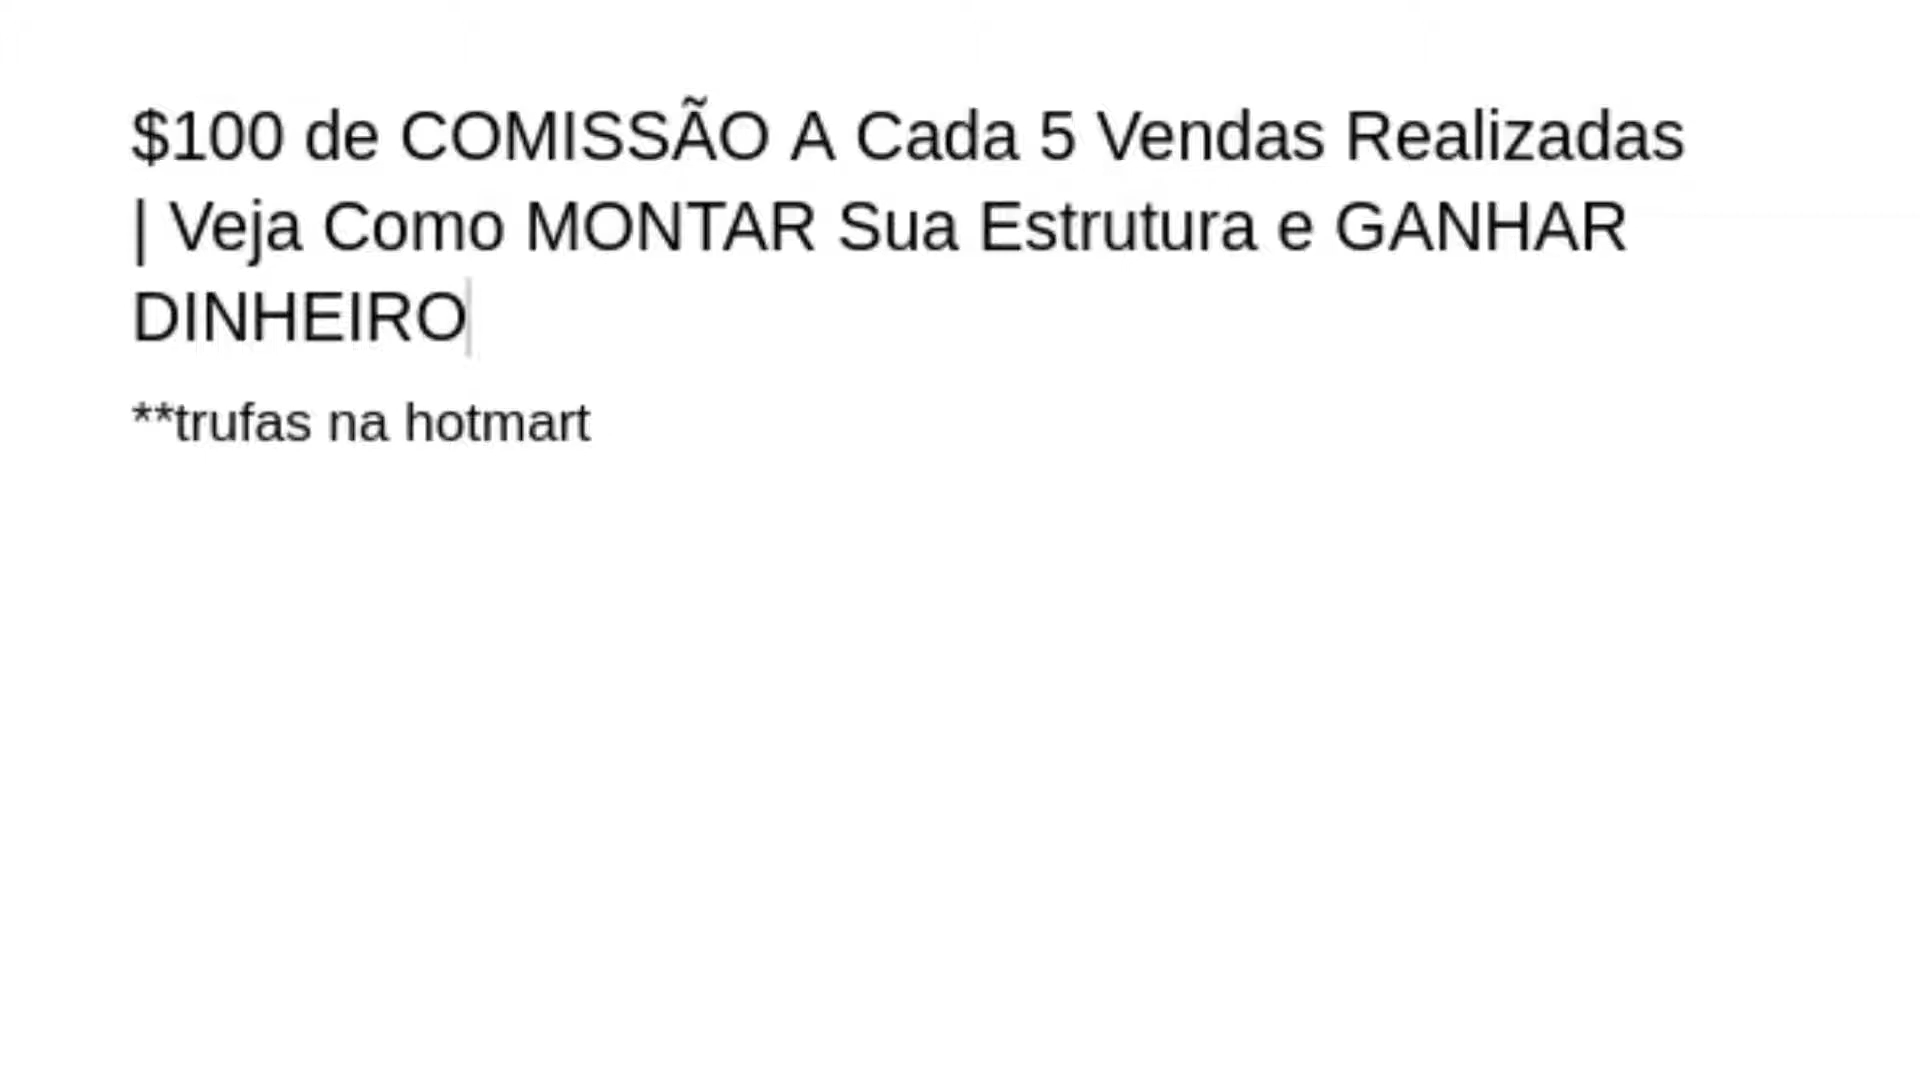 $100 de COMISSÃO A Cada 5 Vendas Realizadas
| Veja Como MONTAR Sua Estrutura e GANHAR
DINHEIRO
**trufas na hotmart